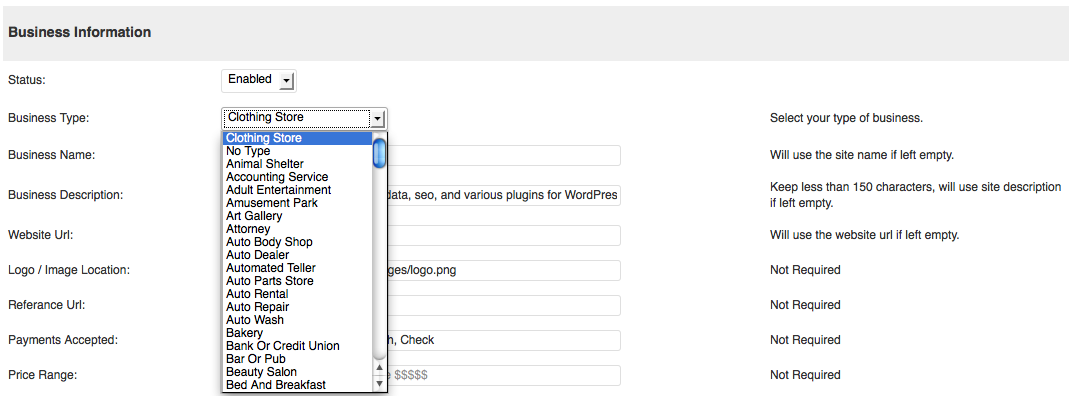 Business Information
Status:
Enabled
Business Type:
Clothing Store
Select your type of business.
Clothing Store
No Type
Animal Shelter
Accounting Service
Adult Entertainment
Amusement Park
Art Gallery
Attorney
Auto Body Shop
Auto Dealer
Automated Teller
Auto Parts Store
Auto Rental
Auto Repair
Auto Wash
Bakery
Bank Or Credit Union
Bar Or Pub
Beauty Salon
Bed And Breakfast
Business Name:
Will use the site name if left empty.
Business Description:
data, seo, and various plugins for WordPres
Keep less than 150 characters, will use site description
if left empty.
Website Url:
Will use the website url if left empty.
Logo / Image Location:
ges/logo.png
Not Required
Referance Url:
Not Required
Payments Accepted:
h, Check
Not Required
Price Range:
$$$$$
Not Required